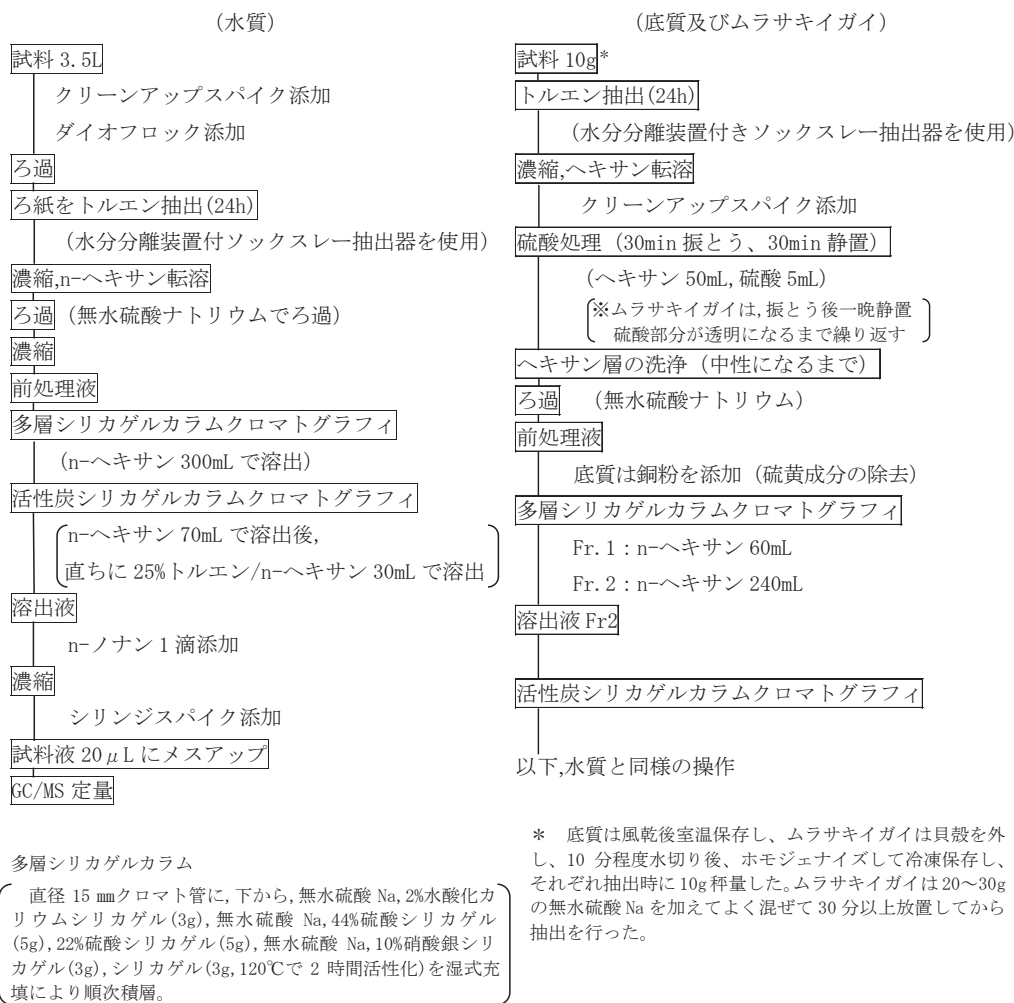 (水質)
試料 3.5L
クリーンアップスパイク添加
ダイオフロック添加
ろ過
ろ紙をトルエン抽出(24h)
(水分分離装置付ソックスレー抽出器を使用)
濃縮,n-ヘキサン転溶
ろ過 (無水硫酸ナトリウムでろ過)
濃縮
前処理液
多層シリカゲルカラムクロマトグラフィ
(n-ヘキサン 300mL で溶出)
活性炭シリカゲルカラムクロマトグラフィ
n-ヘキサン 70mL で溶出後,
直ちに 25%トルエン/n-ヘキサン 30mL で溶出
溶出液
n-ノナン 1 滴添加
濃縮
シリンジスパイク添加
試料液 20μL にメスアップ
GC/MS 定量
多層シリカゲルカラム
直径 15 ㎜クロマト管に,下から,無水硫酸 Na,2%水酸化カ
リウムシリカゲル(3g),無水硫酸 Na,44%硫酸シリカゲル
(5g),22%硫酸シリカゲル(5g),無水硫酸 Na,10%硝酸銀シリ
カゲル(3g),シリカゲル(3g,120℃で 2 時間活性化)を湿式充
填により順次積層。
(底質及びムラサキイガイ)
試料 10g*
トルエン抽出(24h)
(水分分離装置付きソックスレー抽出器を使用)
濃縮,ヘキサン転溶
クリーンアップスパイク添加
硫酸処理 (30min 振とう、30min 静置)
(ヘキサン 50mL,硫酸 5mL)
※ムラサキイガイは,振とう後一晩静置
硫酸部分が透明になるまで繰り返す
ヘキサン層の洗浄 (中性になるまで)
ろ過 (無水硫酸ナトリウム)
前処理液
底質は銅粉を添加 (硫黄成分の除去)
多層シリカゲルカラムクロマトグラフィ
Fr.1:n-ヘキサン 60mL
Fr.2:n-ヘキサン 240mL
溶出液 Fr2
活性炭シリカゲルカラムクロマトグラフィ
以下,水質と同様の操作
* 底質は風乾後室温保存し、ムラサキイガイは貝殻を外
し、10 分程度水切り後、ホモジェナイズして冷凍保存し、
それぞれ抽出時に 10g 秤量した。ムラサキイガイは 20～30g
の無水硫酸 Na を加えてよく混ぜて 30 分以上放置してから
抽出を行った。